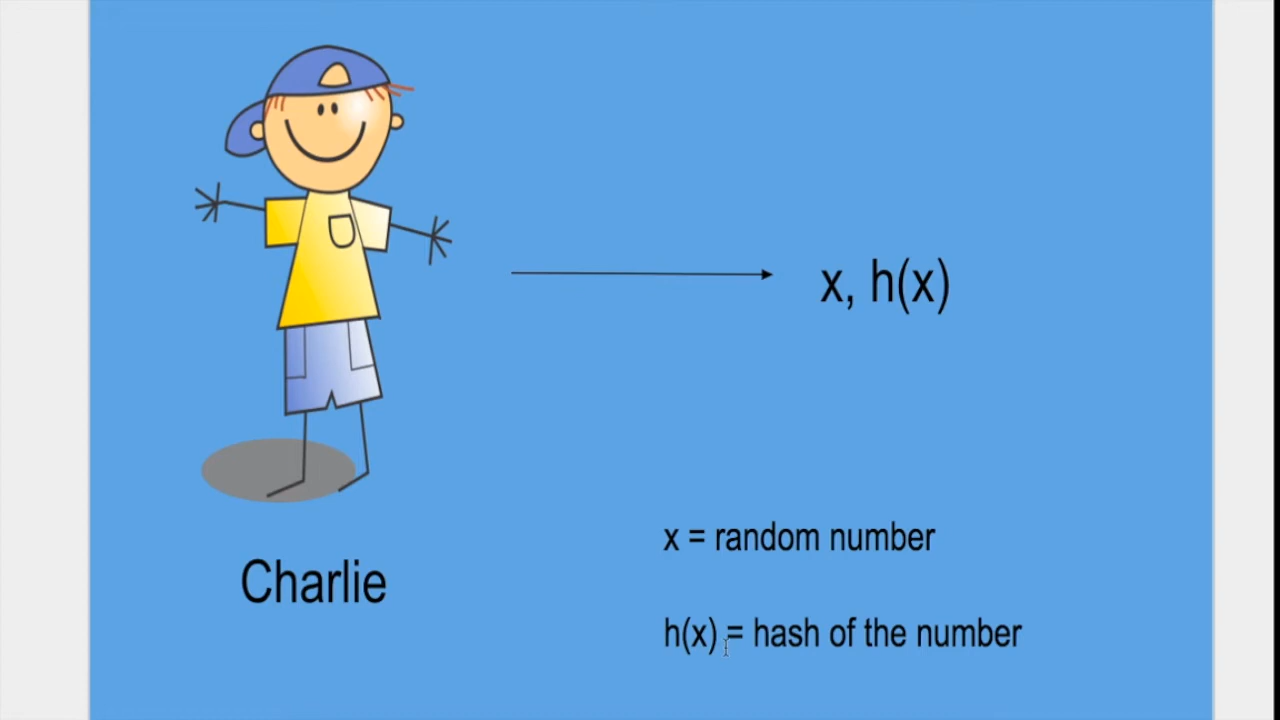 x, h(x)
x = random number
Charlie
h(x) = hash of the number